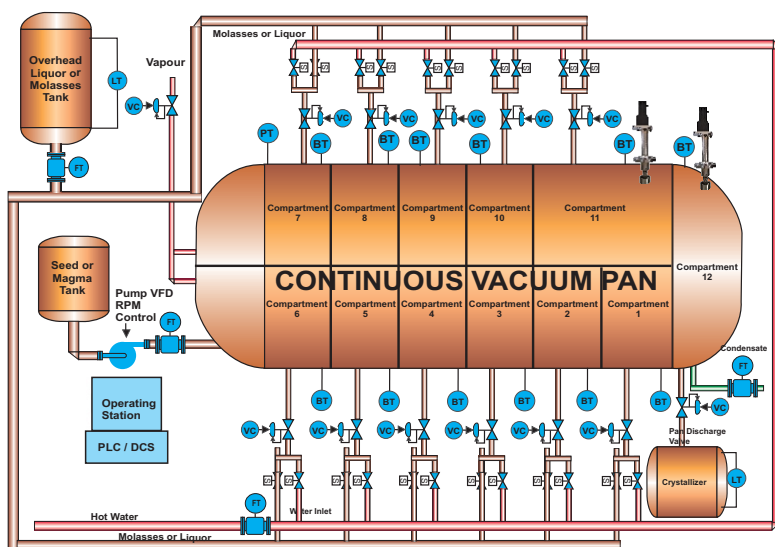 Molasses or Liquor
Overhead
Liquor or
Molasses
Tank
LT
Vapour
VC
FT
S
S
S
S
S
S
S
S
S
S
VC
VC
VC
VC
VC
PT
BT
BT
BT
BT
BT
BT
Compartment
7
Compartment
8
Compartment
9
Compartment
10
Compartment
11
Compartment
12
CONTINUOUS VACUUM PAN
Seed or
Magma
Tank
Pump VFD
RPM
Control
FT
Compartment
6
Compartment
5
Compartment
4
Compartment
3
Compartment
2
Compartment
1
Condensate
FT
Operating
Station
PLC / DCS
BT
BT
BT
BT
BT
BT
VC
VC
VC
VC
VC
VC
VC
Pan Discharge
Valve
S
S
S
S
S
S
S
S
S
S
S
S
Crystallizer
LT
Hot Water
FT
Water Inlet
Molasses or Liquor